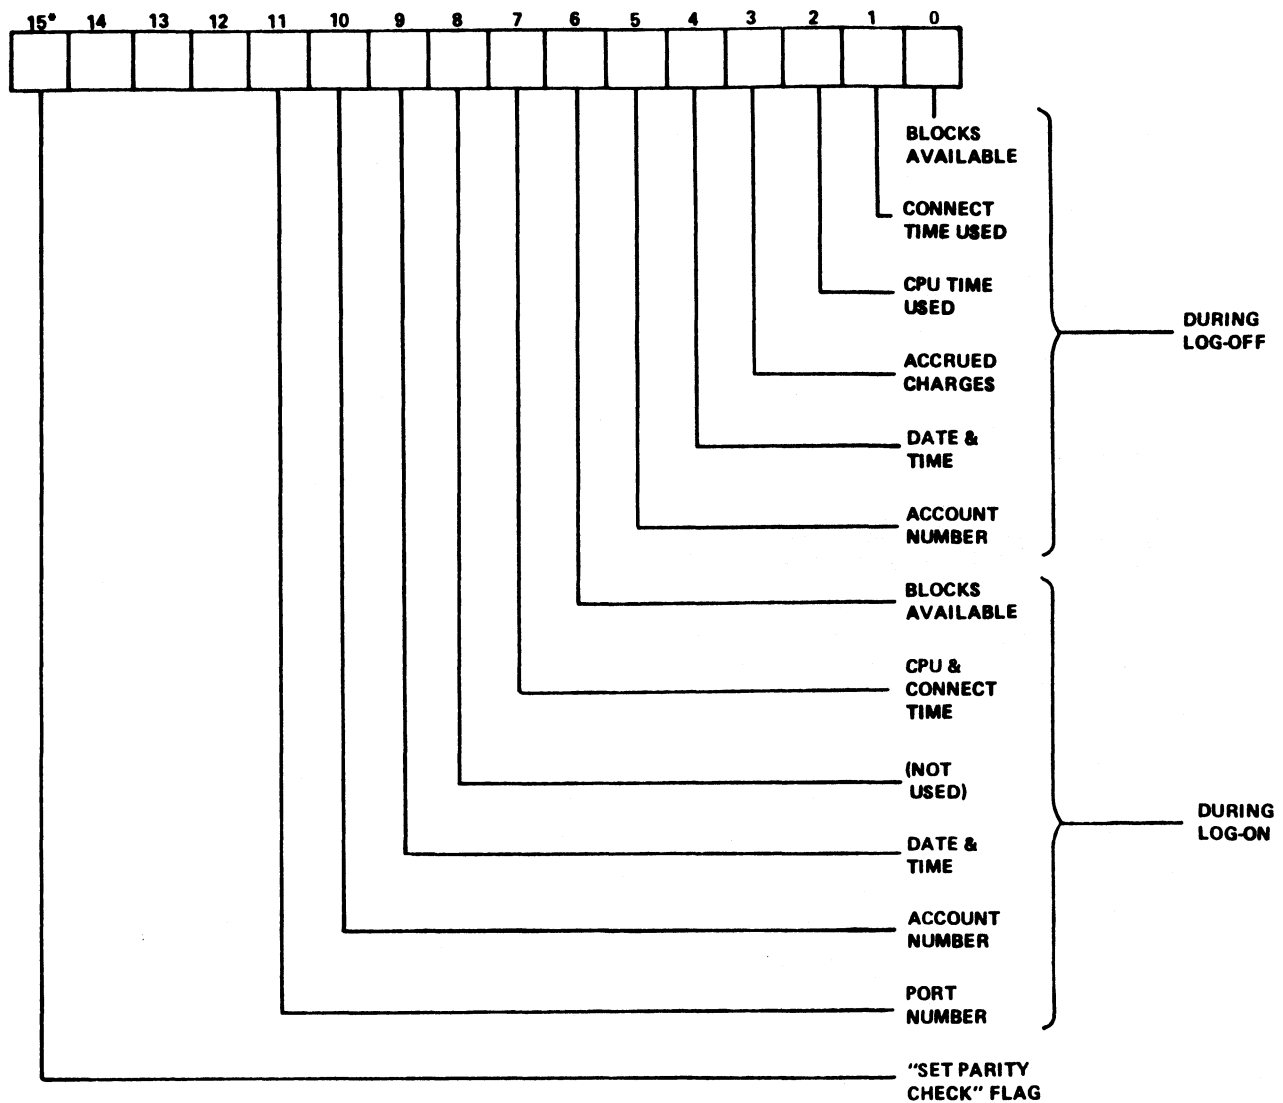 15* 14 13 12 11 10 9 8 7 6 5 4 3 2 1 0
BLOCKS
AVAILABLE
CONNECT
TIME USED
CPU TIME
USED
ACCRUED
CHARGES
DATE &
TIME
ACCOUNT
NUMBER
DURING
LOG-OFF
BLOCKS
AVAILABLE
CPU &
CONNECT
TIME
(NOT
USED)
DATE &
TIME
ACCOUNT
NUMBER
PORT
NUMBER
DURING
LOG-ON
"SET PARITY
CHECK" FLAG